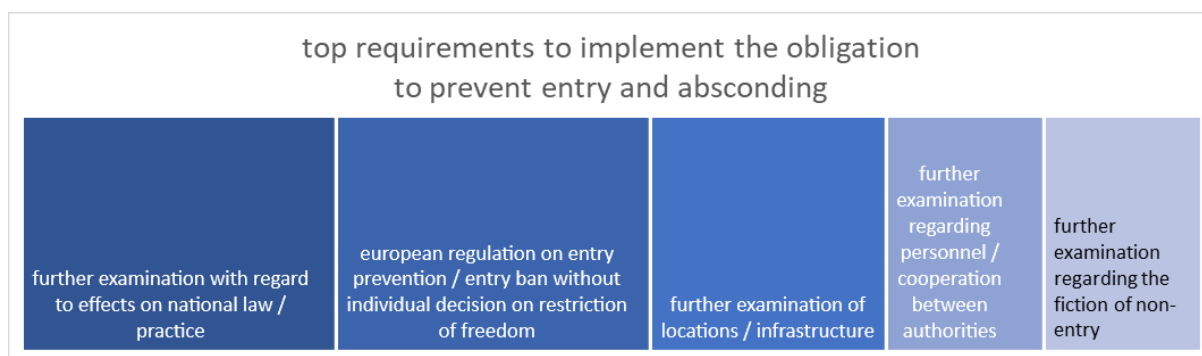 top requirements to implement the obligation
to prevent entry and absconding
further examination with regard
to effects on national law /
practice
european regulation on entry
prevention / entry ban without
individual decision on restriction
of freedom
further examination of
locations / infrastructure
further
examination
regarding
personnel /
cooperation
between
authorities
further
examination
regarding the
fiction of non-
entry